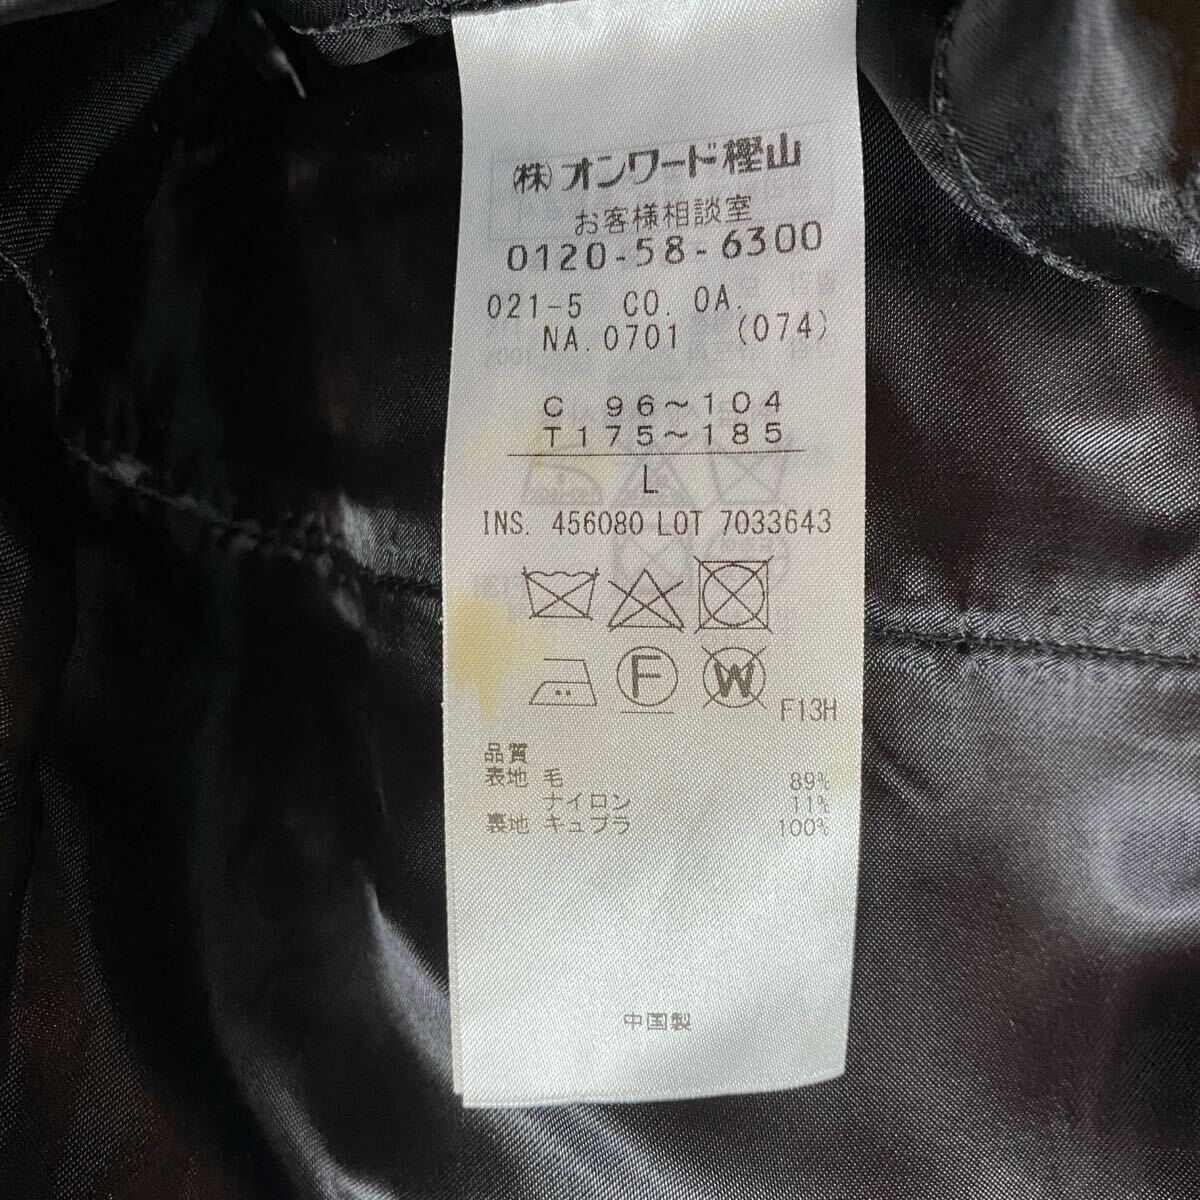 ㈱オンワード樫山
お客様相談室
0120-58-6300
021-5 CO. OA.
NA.0701 (074)
C 96〜104
T175〜185
L
INS. 456080 LOT 7033643
F
W
F13H
品質
表地 毛 89%
ナイロン 11%
裏地 キュプラ 100%
中国製